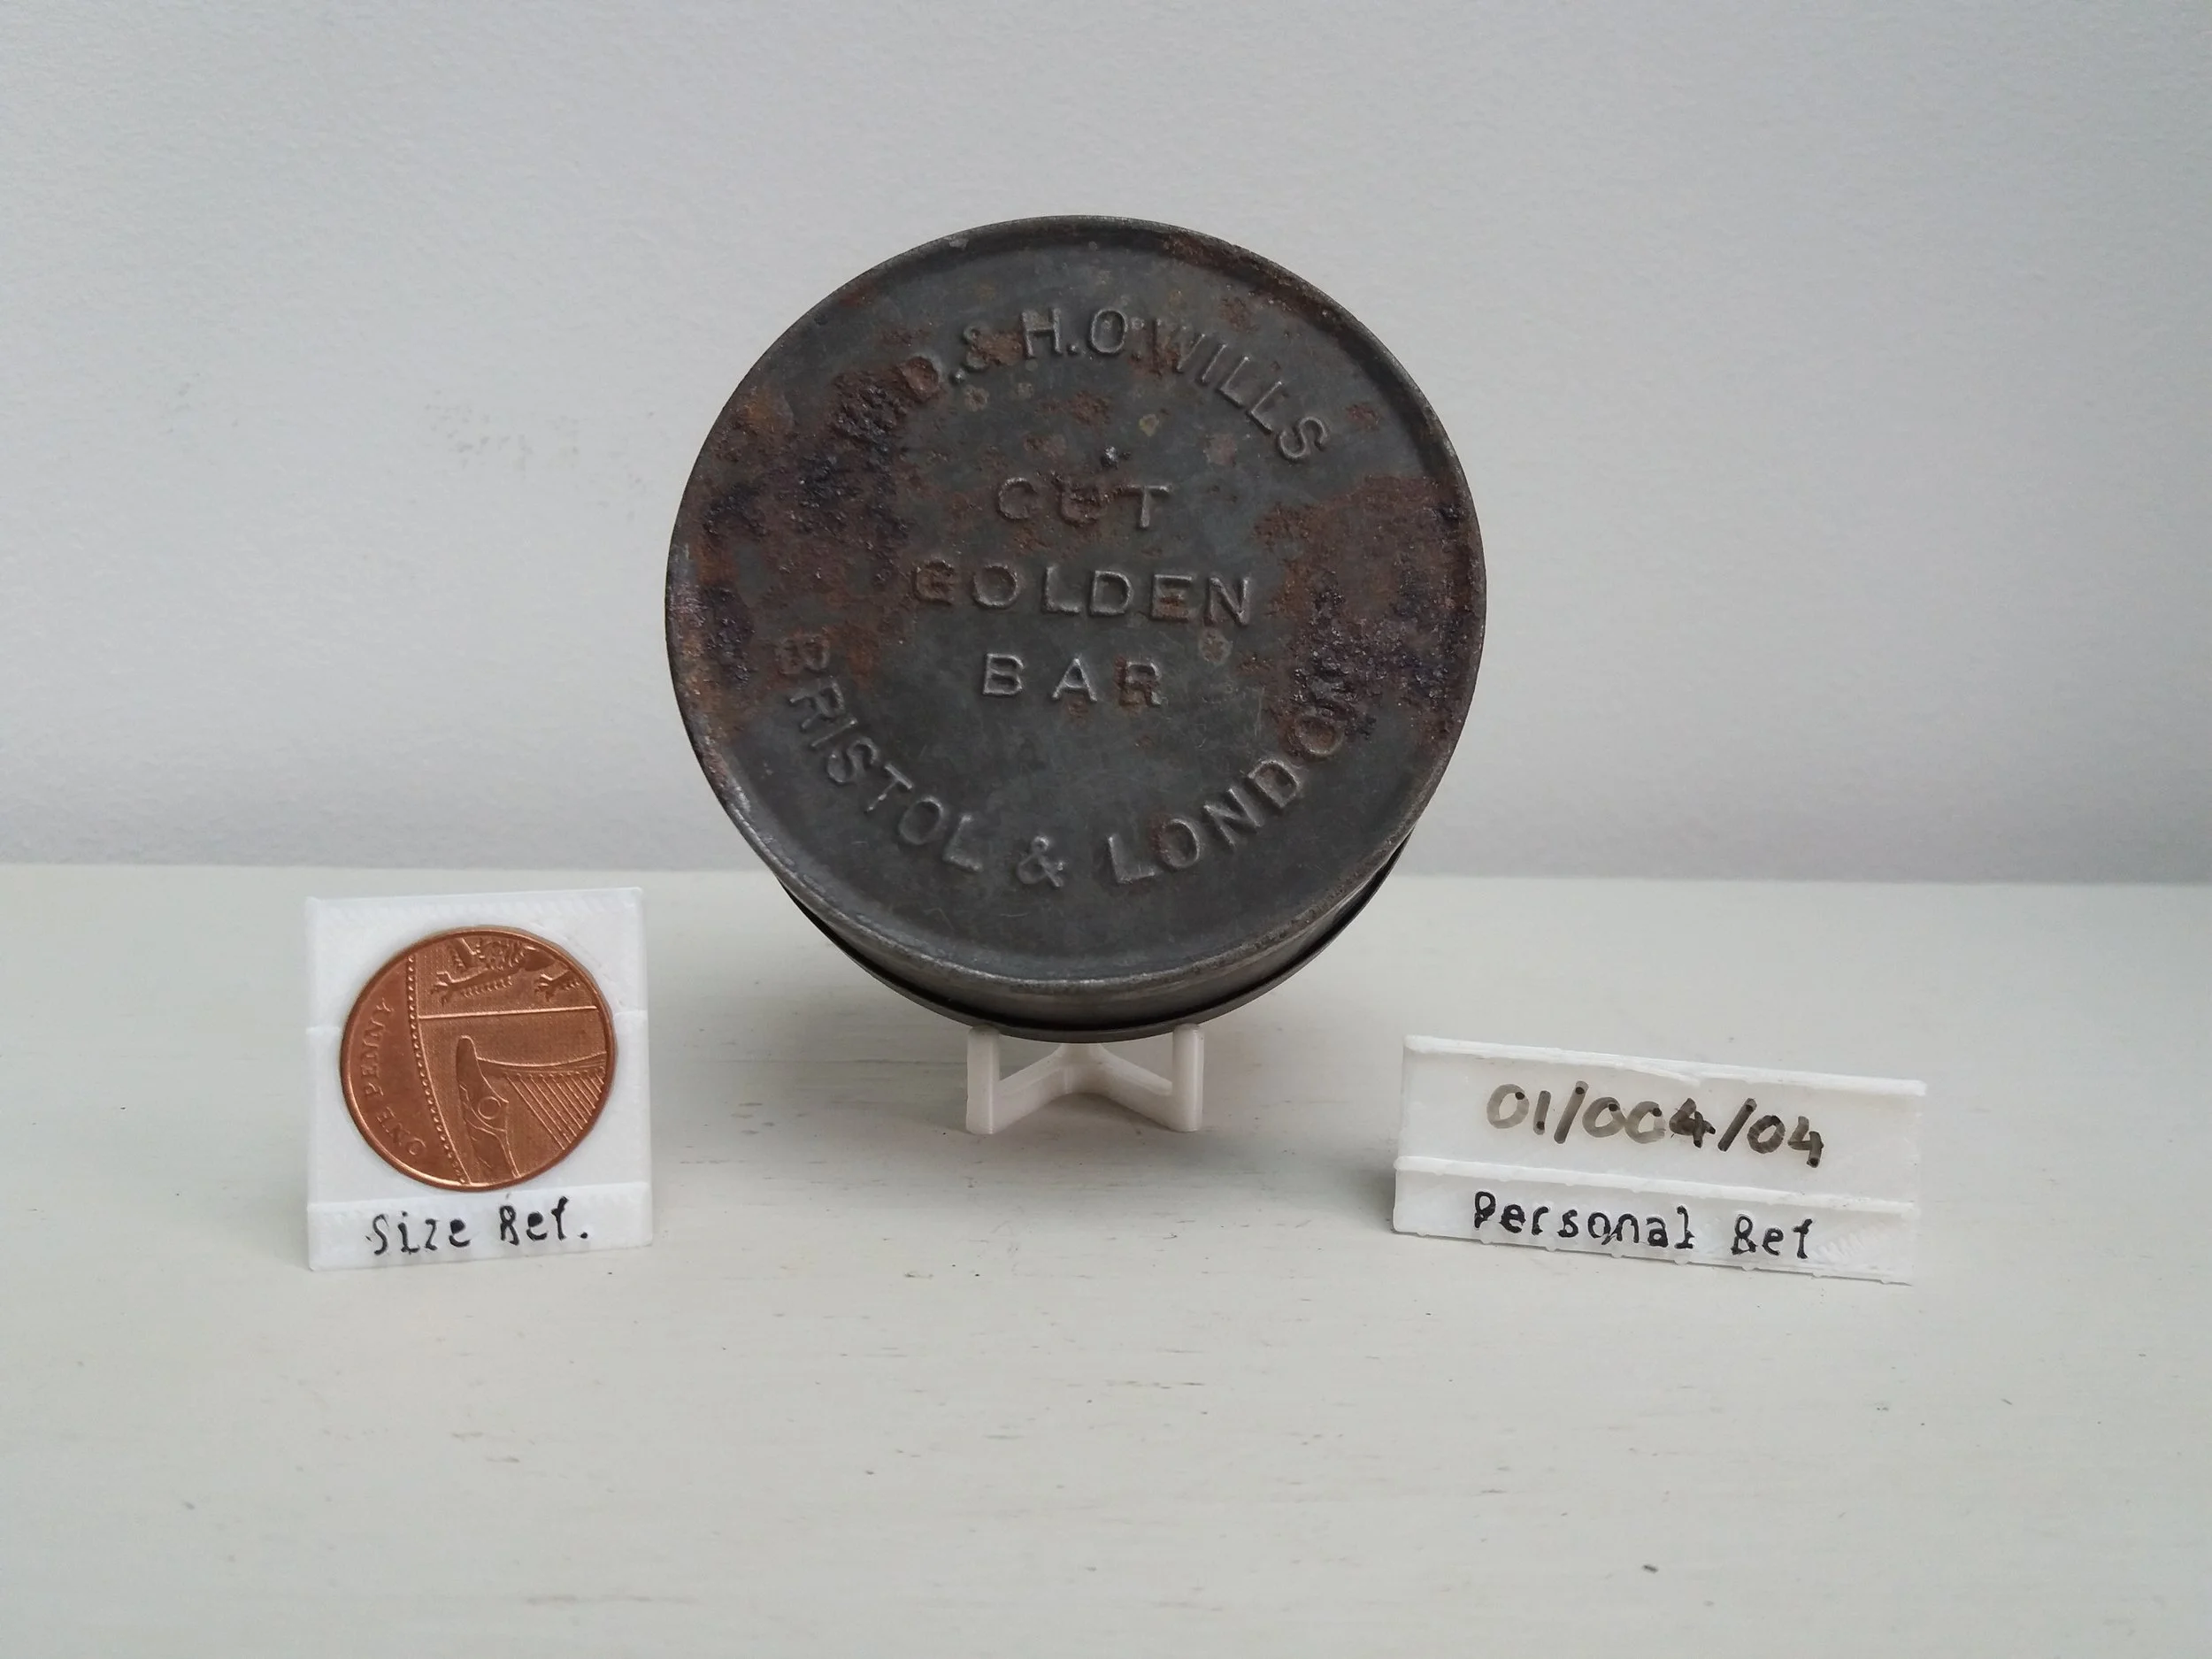 W.D. & H.O. WILLS
CUT
GOLDEN
BAR
BRISTOL & LONDON
ONE PENNY
Size Ref.
01/004/04
Personal Ref